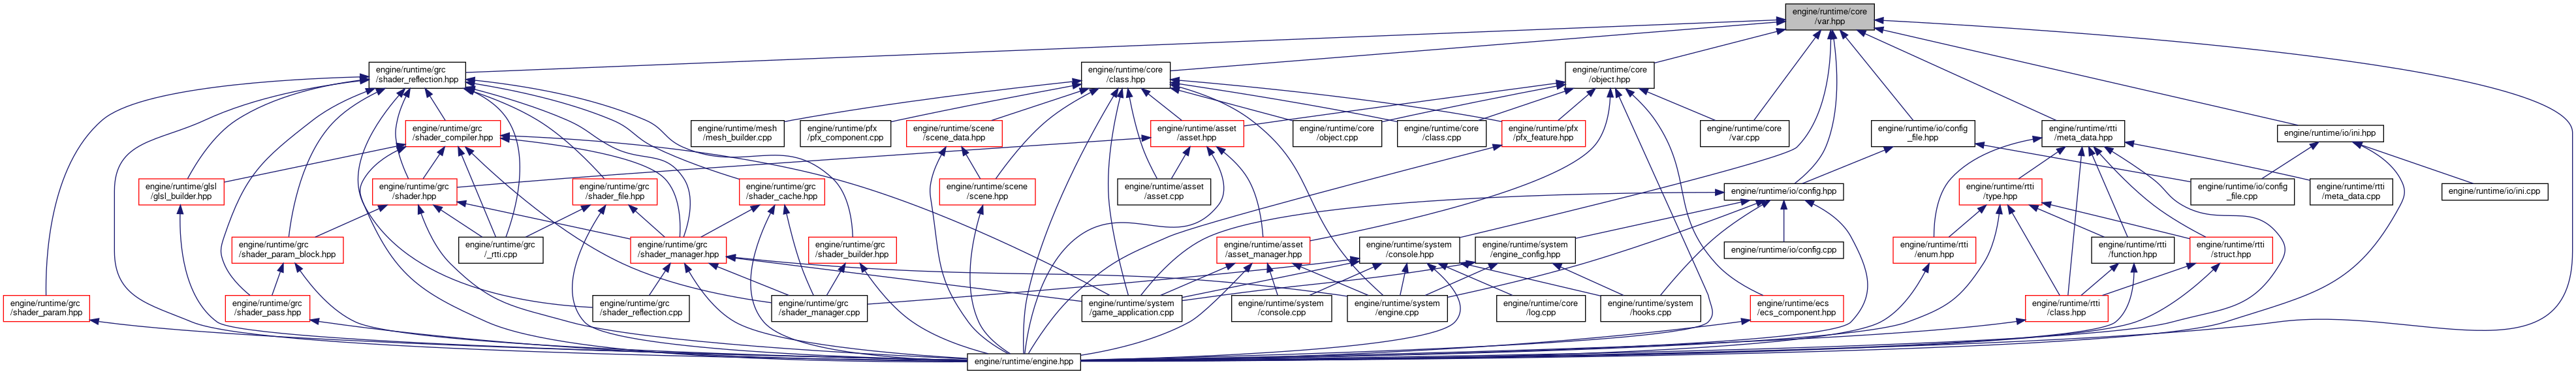 engine/runtime/core
/var.hpp
engine/runtime/grc
/shader_reflection.hpp
engine/runtime/core
/class.hpp
engine/runtime/core
/object.hpp
engine/runtime/grc
/shader_compiler.hpp
engine/runtime/mesh
/mesh_builder.cpp
engine/runtime/pfx
/pfx_component.cpp
engine/runtime/scene
/scene_data.hpp
engine/runtime/asset
/asset.hpp
engine/runtime/core
/object.cpp
engine/runtime/core
/class.cpp
engine/runtime/pfx
/pfx_feature.hpp
engine/runtime/core
/var.cpp
engine/runtime/io/config
_file.hpp
engine/runtime/rtti
/meta_data.hpp
engine/runtime/io/ini.hpp
engine/runtime/glsl
/glsl_builder.hpp
engine/runtime/grc
/shader.hpp
engine/runtime/grc
/shader_file.hpp
engine/runtime/grc
/shader_cache.hpp
engine/runtime/scene
/scene.hpp
engine/runtime/asset
/asset.cpp
engine/runtime/io/config.hpp
engine/runtime/rtti
/type.hpp
engine/runtime/io/config
_file.cpp
engine/runtime/rtti
/meta_data.cpp
engine/runtime/io/ini.cpp
engine/runtime/grc
/shader_param_block.hpp
engine/runtime/grc
/_rtti.cpp
engine/runtime/grc
/shader_manager.hpp
engine/runtime/grc
/shader_builder.hpp
engine/runtime/asset
/asset_manager.hpp
engine/runtime/system
/console.hpp
engine/runtime/system
/engine_config.hpp
engine/runtime/io/config.cpp
engine/runtime/rtti
/enum.hpp
engine/runtime/rtti
/function.hpp
engine/runtime/rtti
/struct.hpp
engine/runtime/grc
/shader_param.hpp
engine/runtime/grc
/shader_pass.hpp
engine/runtime/grc
/shader_reflection.cpp
engine/runtime/grc
/shader_manager.cpp
engine/runtime/system
/game_application.cpp
engine/runtime/system
/console.cpp
engine/runtime/system
/engine.cpp
engine/runtime/core
/log.cpp
engine/runtime/system
/hooks.cpp
engine/runtime/ecs
/ecs_component.hpp
engine/runtime/rtti
/class.hpp
engine/runtime/engine.hpp